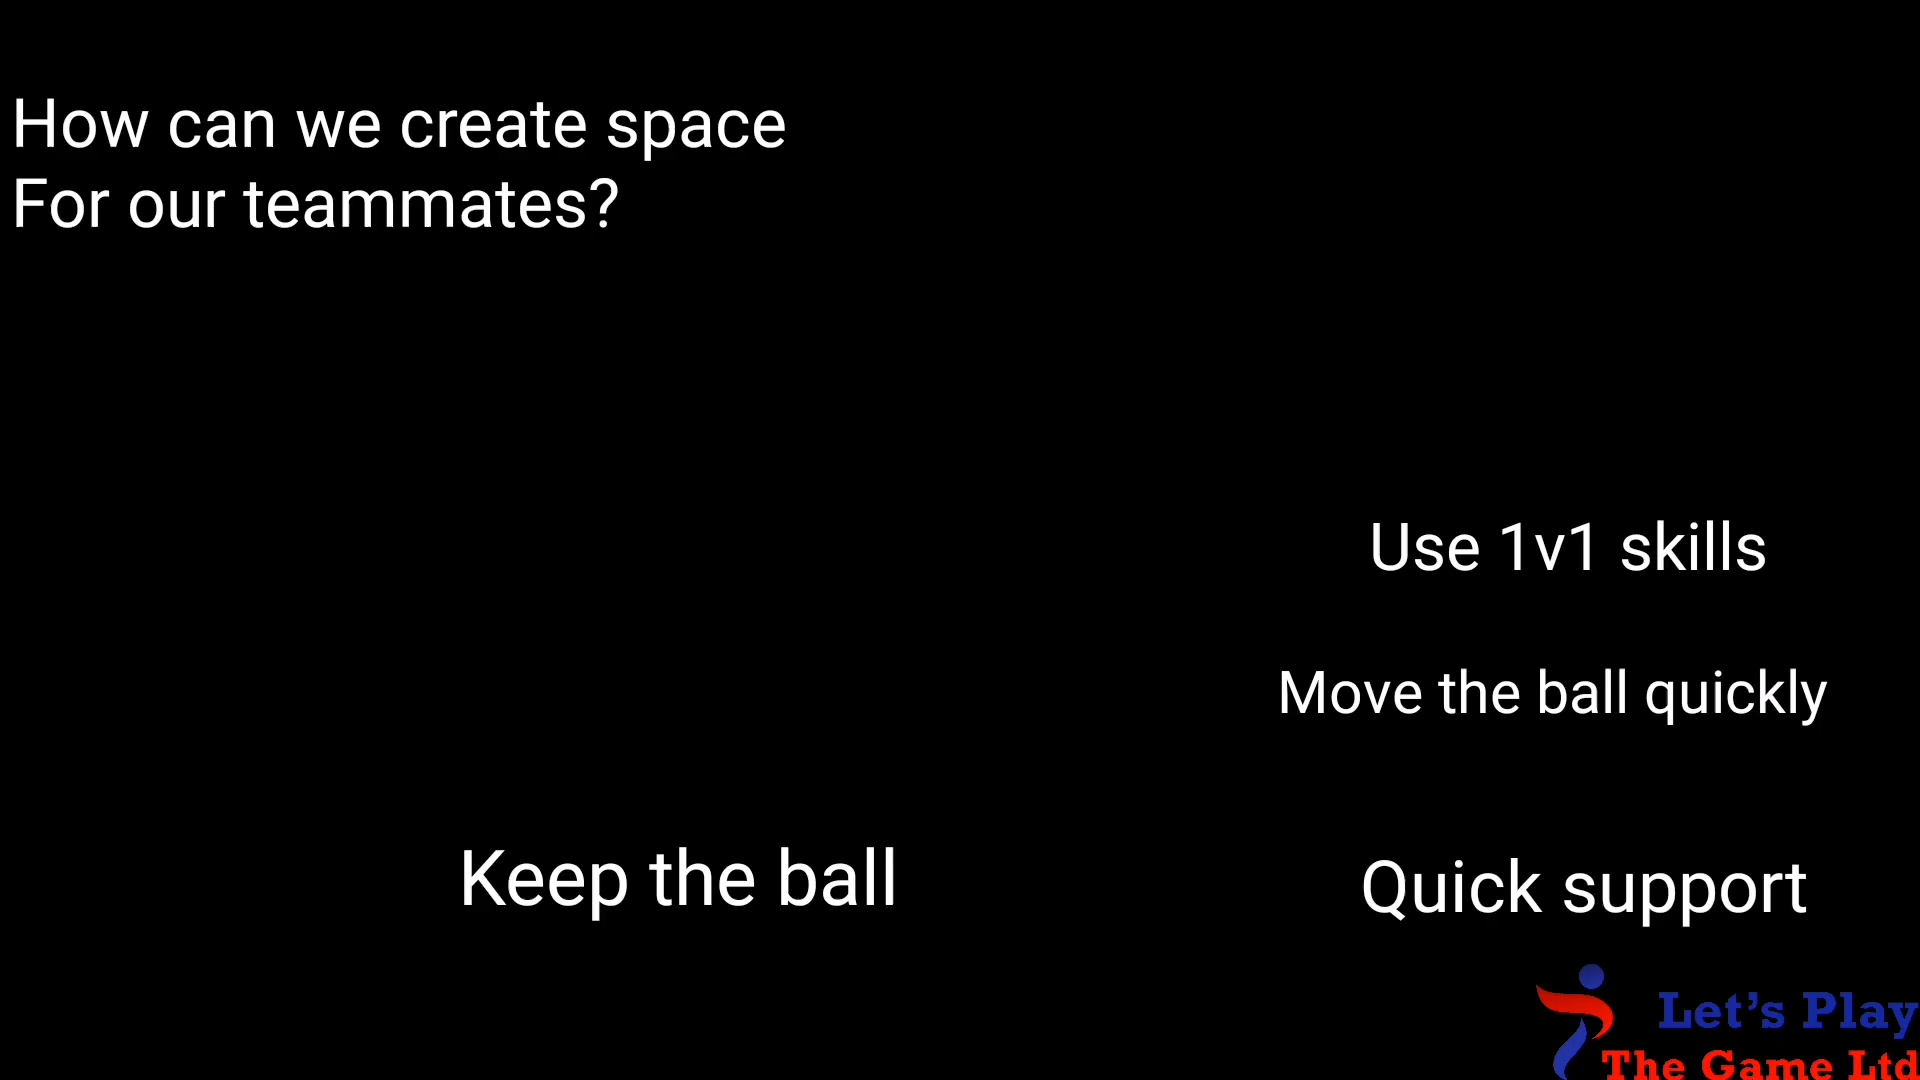 How can we create space
For our teammates?
Use 1v1 skills
Move the ball quickly
Keep the ball
Quick support
Let's Play
The Game Ltd